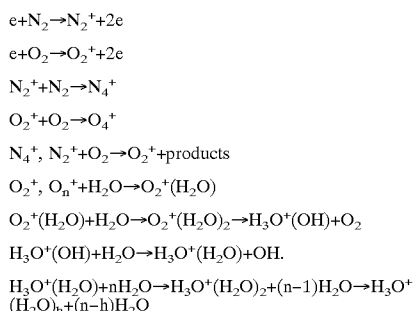 e+N₂→N₂⁺+2e
e+O₂→O₂⁺+2e
N₂⁺+N₂→N₄⁺
O₂⁺+O₂→O₄⁺
N₄⁺, N₂⁺+O₂→O₂⁺+products
O₂⁺, Oₙ⁺+H₂O→O₂⁺(H₂O)
O₂⁺(H₂O)+H₂O→O₂⁺(H₂O)₂→H₃O⁺(OH)+O₂
H₃O⁺(OH)+H₂O→H₃O⁺(H₂O)+OH.
H₃O⁺(H₂O)+nH₂O→H₃O⁺(H₂O)₂+(n−1)H₂O→H₃O⁺
(H₂O)ₕ+(n−h)H₂O